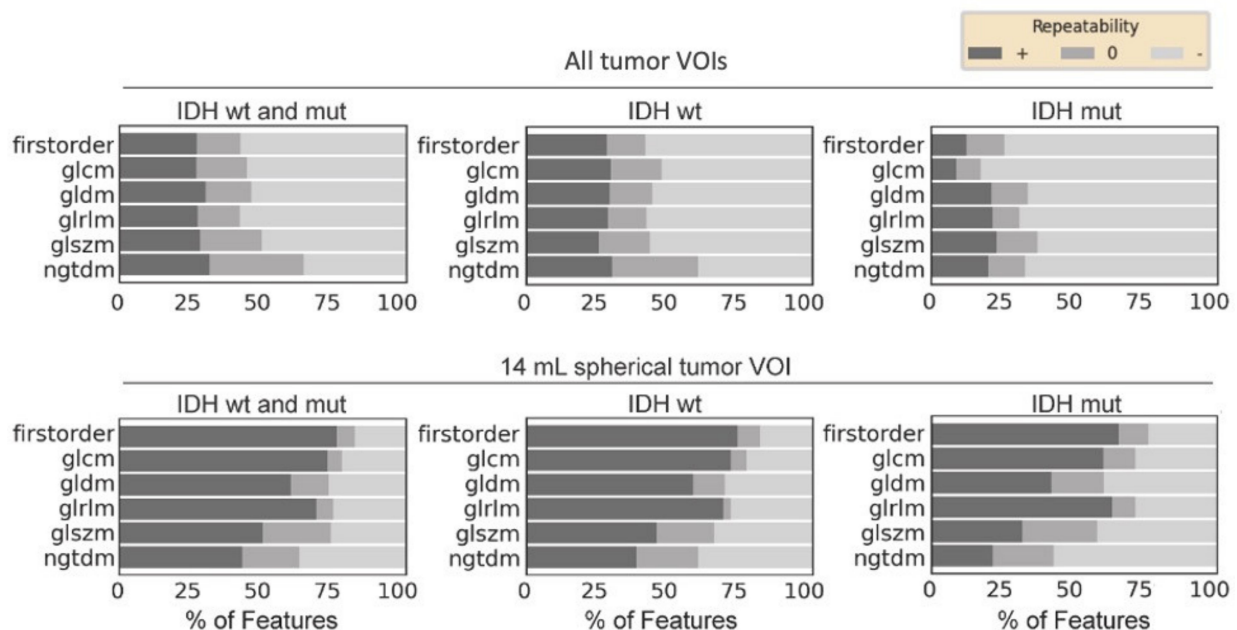 Repeatability
+ 0 -
All tumor VOIs
IDH wt and mut
IDH wt
IDH mut
firstorder
glcm
gldm
glrlm
glszm
ngtdm
0 25 50 75 100
firstorder
glcm
gldm
glrlm
glszm
ngtdm
0 25 50 75 100
firstorder
glcm
gldm
glrlm
glszm
ngtdm
0 25 50 75 100
14 mL spherical tumor VOI
IDH wt and mut
IDH wt
IDH mut
firstorder
glcm
gldm
glrlm
glszm
ngtdm
0 25 50 75 100
% of Features
firstorder
glcm
gldm
glrlm
glszm
ngtdm
0 25 50 75 100
% of Features
firstorder
glcm
gldm
glrlm
glszm
ngtdm
0 25 50 75 100
% of Features